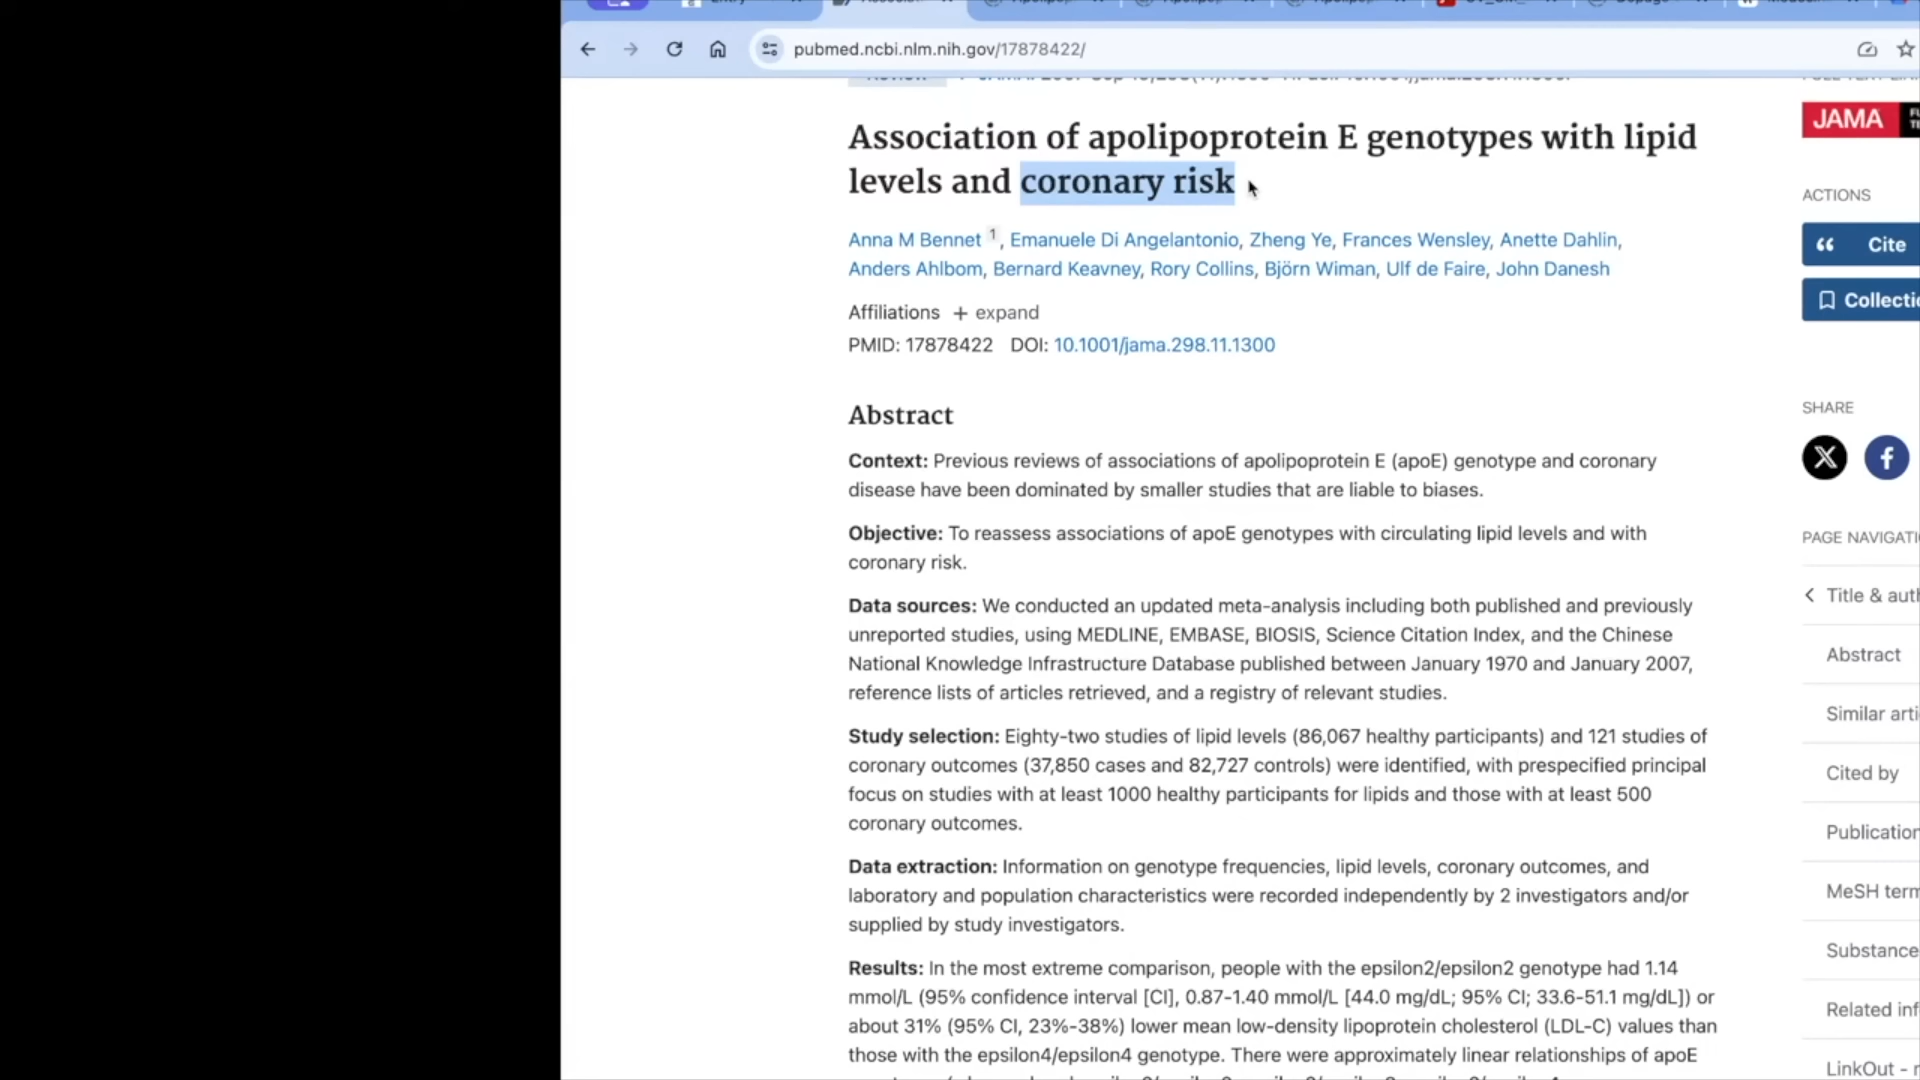 pubmed.ncbi.nlm.nih.gov/17878422/
Association of apolipoprotein E genotypes with lipid
levels and coronary risk
Anna M Bennet 1, Emanuele Di Angelantonio, Zheng Ye, Frances Wensley, Anette Dahlin,
Anders Ahlbom, Bernard Keavney, Rory Collins, Björn Wiman, Ulf de Faire, John Danesh
Affiliations + expand
PMID: 17878422 DOI: 10.1001/jama.298.11.1300
Abstract
Context: Previous reviews of associations of apolipoprotein E (apoE) genotype and coronary
disease have been dominated by smaller studies that are liable to biases.
Objective: To reassess associations of apoE genotypes with circulating lipid levels and with
coronary risk.
Data sources: We conducted an updated meta-analysis including both published and previously
unreported studies, using MEDLINE, EMBASE, BIOSIS, Science Citation Index, and the Chinese
National Knowledge Infrastructure Database published between January 1970 and January 2007,
reference lists of articles retrieved, and a registry of relevant studies.
Study selection: Eighty-two studies of lipid levels (86,067 healthy participants) and 121 studies of
coronary outcomes (37,850 cases and 82,727 controls) were identified, with prespecified principal
focus on studies with at least 1000 healthy participants for lipids and those with at least 500
coronary outcomes.
Data extraction: Information on genotype frequencies, lipid levels, coronary outcomes, and
laboratory and population characteristics were recorded independently by 2 investigators and/or
supplied by study investigators.
Results: In the most extreme comparison, people with the epsilon2/epsilon2 genotype had 1.14
mmol/L (95% confidence interval [CI], 0.87-1.40 mmol/L [44.0 mg/dL; 95% CI; 33.6-51.1 mg/dL]) or
about 31% (95% CI, 23%-38%) lower mean low-density lipoprotein cholesterol (LDL-C) values than
those with the epsilon4/epsilon4 genotype. There were approximately linear relationships of apoE
JAMA
ACTIONS
Cite
Collectio
SHARE
PAGE NAVIGATI
Title & auth
Abstract
Similar arti
Cited by
Publication
MeSH term
Substance
Related inf
LinkOut - r